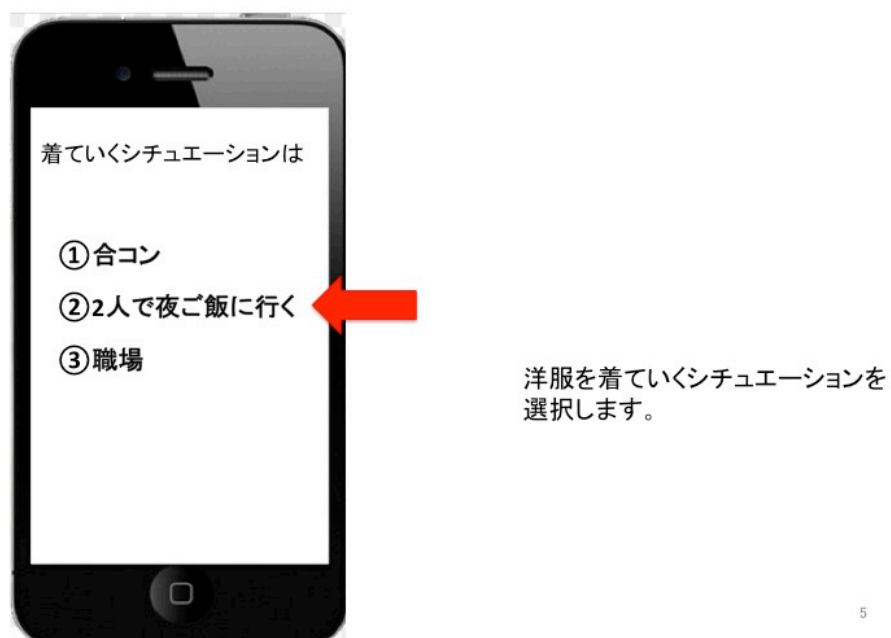 着ていくシチュエーションは
①合コン
②2人で夜ご飯に行く
③職場
洋服を着ていくシチュエーションを
選択します。
5